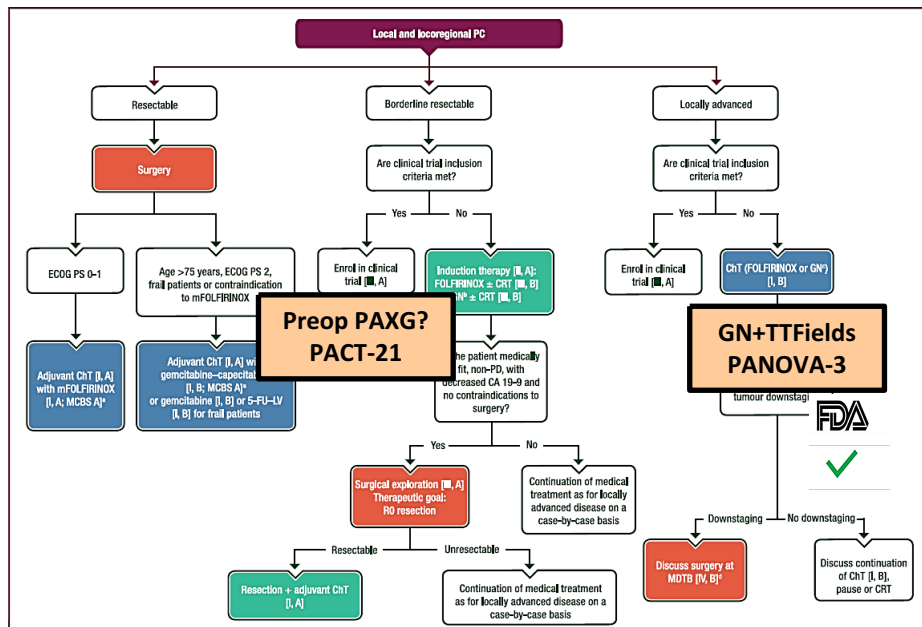 Local and locoregional PC
Resectable
Borderline resectable
Locally advanced
Surgery
Are clinical trial inclusion
criteria met?
Are clinical trial inclusion
criteria met?
Yes
No
Yes
No
ECOG PS 0–1
Age >75 years, ECOG PS 2,
frail patients or contraindication
to mFOLFIRINOX
Enrol in clinical
trial [, A]
Induction therapy [, A]:
FOLFIRINOX ± CRT [, B]
GNᵇ ± CRT [, B]
Enrol in clinical
trial [, A]
ChT (FOLFIRINOX or GNᶜ)
[I, B]
Preop PAXG?
PACT-21
GN+TTFields
PANOVA-3
Adjuvant ChT [I, A]
with mFOLFIRINOX
[I, A; MCBS A]ᵃ
Adjuvant ChT [I, A] with
gemcitabine–capecitab
[I, B; MCBS A]ᵃ
or gemcitabine [I, B] or 5-FU–LV
[I, B] for frail patients
the patient medically
fit, non-PD, with
decreased CA 19–9 and
no contraindications to
surgery?
tumour downstagi
FDA
Yes
No
Surgical exploration [, A]
Therapeutic goal:
R0 resection
Continuation of medical
treatment as for locally
advanced disease on a
case-by-case basis
Downstaging
No downstaging
Resectable
Unresectable
Discuss surgery at
MDTB [IV, B]ᵈ
Discuss continuation
of ChT [I, B],
pause or CRT
Resection + adjuvant ChT
[I, A]
Continuation of medical treatment
as for locally advanced disease on a
case-by-case basis